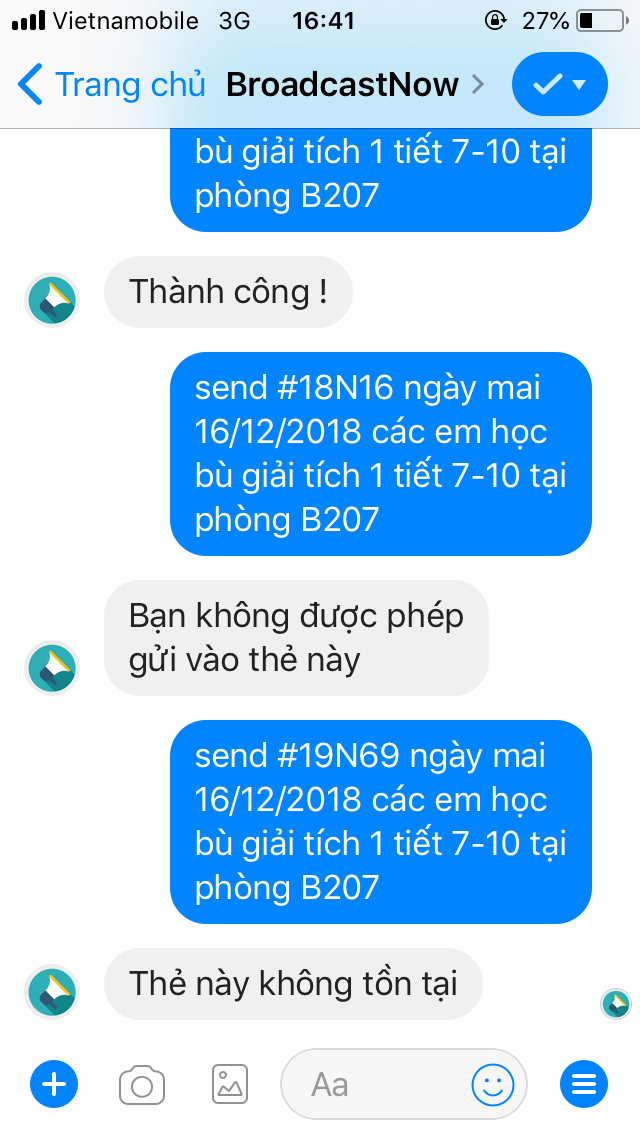 Vietnamobile 3G 16:41 27%
Trang chủ BroadcastNow
bù giải tích 1 tiết 7-10 tại
phòng B207
Thành công !
send #18N16 ngày mai
16/12/2018 các em học
bù giải tích 1 tiết 7-10 tại
phòng B207
Bạn không được phép
gửi vào thẻ này
send #19N69 ngày mai
16/12/2018 các em học
bù giải tích 1 tiết 7-10 tại
phòng B207
Thẻ này không tồn tại
Aa